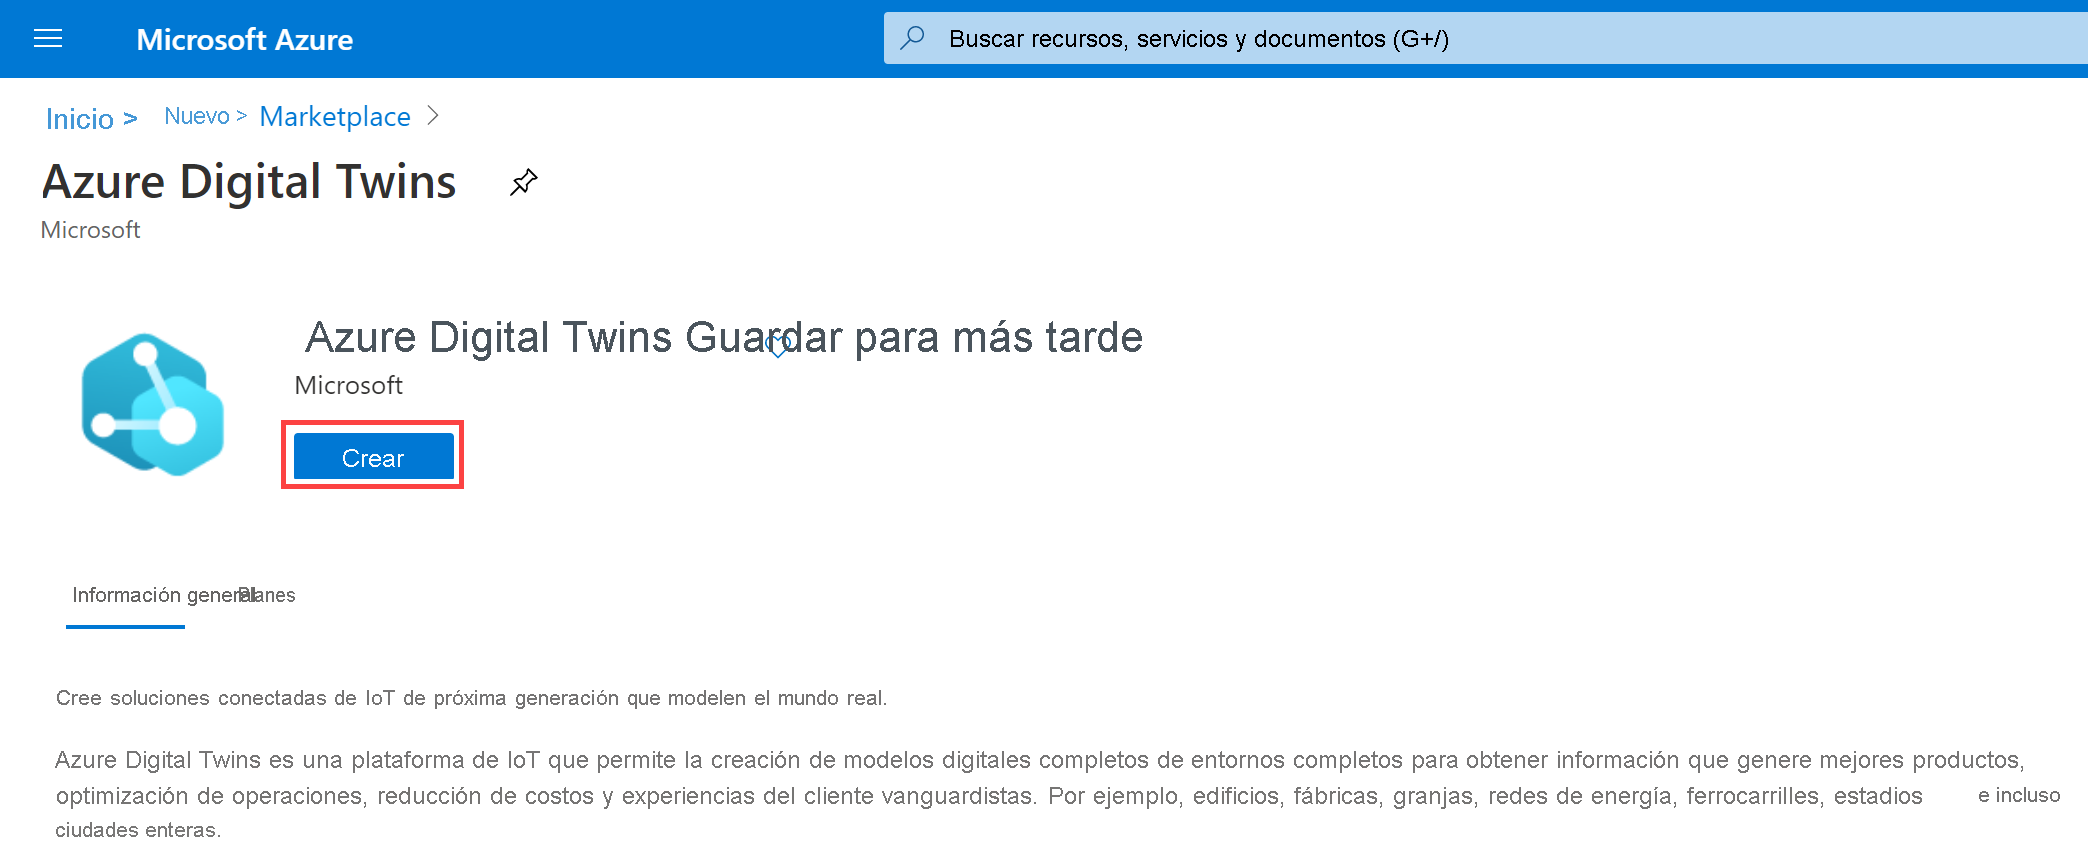 Microsoft Azure
Buscar recursos, servicios y documentos (G+/)
Inicio > Nuevo > Marketplace >
Azure Digital Twins
Microsoft
Azure Digital Twins Guardar para más tarde
Microsoft
Crear
Información general Planes
Cree soluciones conectadas de IoT de próxima generación que modelen el mundo real.
Azure Digital Twins es una plataforma de IoT que permite la creación de modelos digitales completos de entornos completos para obtener información que genere mejores productos,
optimización de operaciones, reducción de costos y experiencias del cliente vanguardistas. Por ejemplo, edificios, fábricas, granjas, redes de energía, ferrocarrilles, estadios e incluso
ciudades enteras.